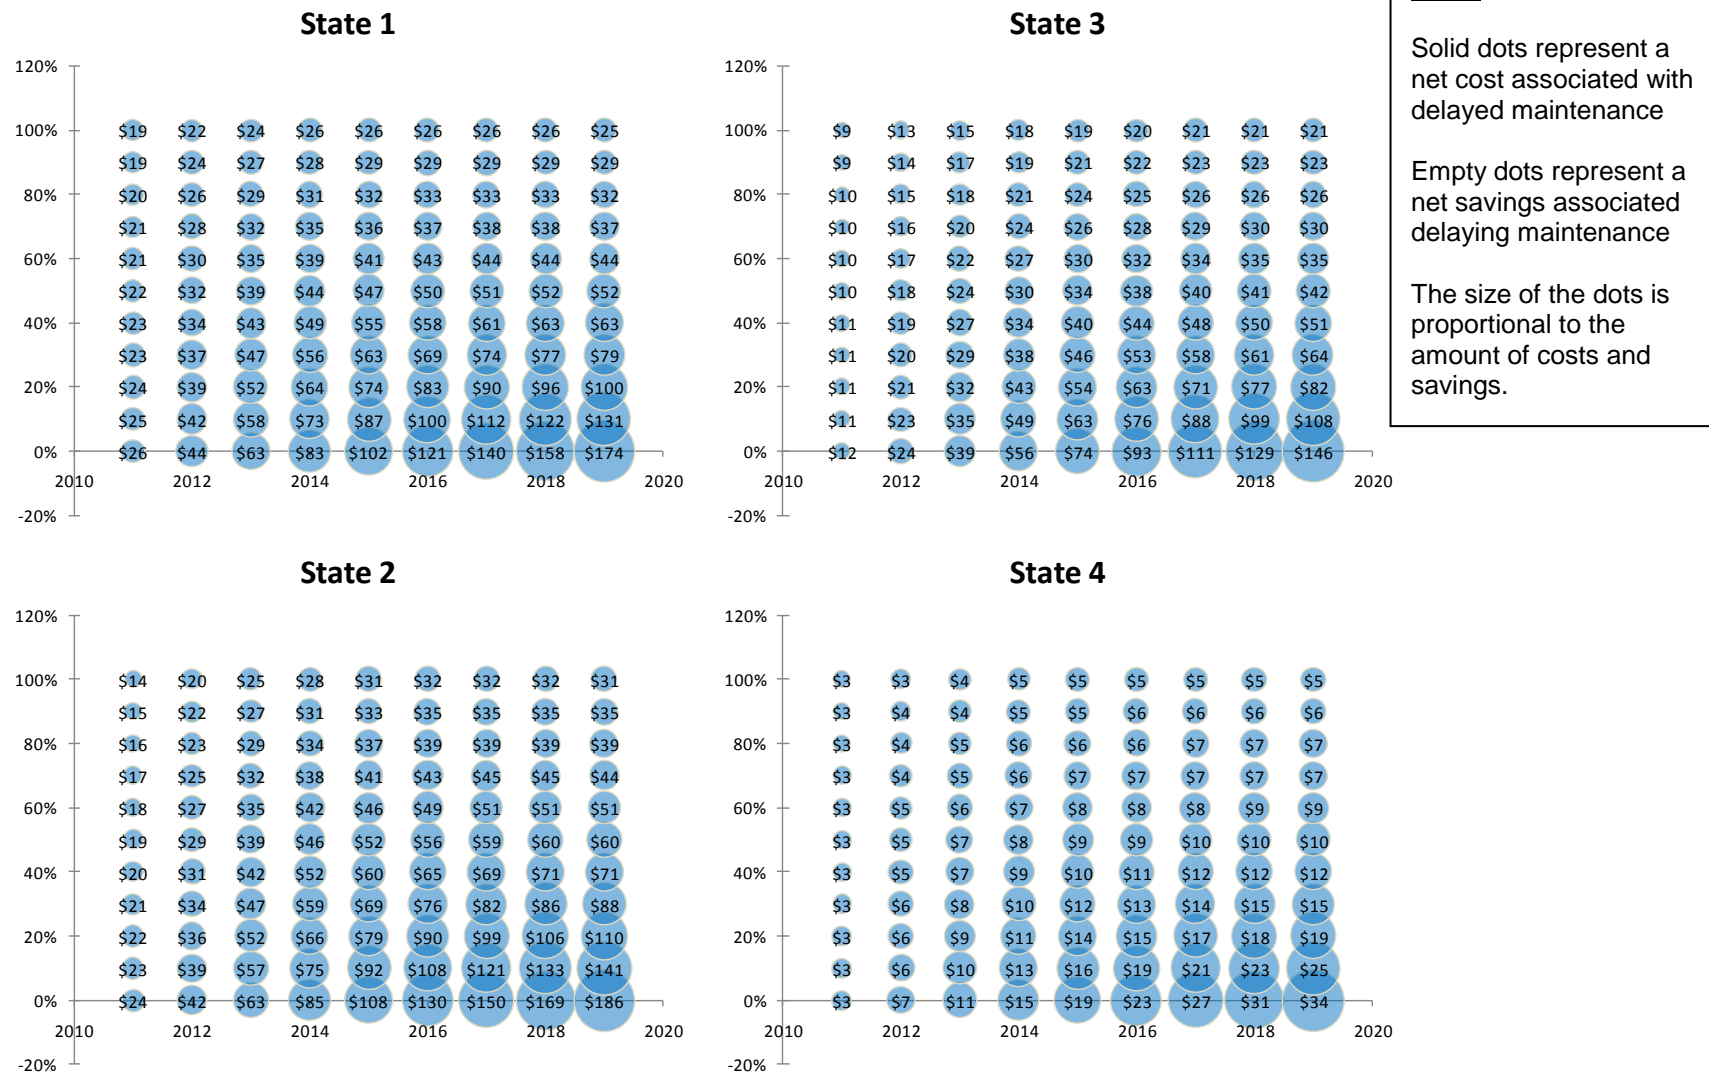 State 1
120%
100% $19 $22 $24 $26 $26 $26 $26 $26 $25
$19 $24 $27 $28 $29 $29 $29 $29 $29
80% $20 $26 $29 $31 $32 $33 $33 $33 $32
$21 $28 $32 $35 $36 $37 $38 $38 $37
60% $21 $30 $35 $39 $41 $43 $44 $44 $44
$22 $32 $39 $44 $47 $50 $51 $52 $52
40% $23 $34 $43 $49 $55 $58 $61 $63 $63
$23 $37 $47 $56 $63 $69 $74 $77 $79
20% $24 $39 $52 $64 $74 $83 $90 $96 $100
$25 $42 $58 $73 $87 $100 $112 $122 $131
0% $26 $44 $63 $83 $102 $121 $140 $158 $174
2010 2012 2014 2016 2018 2020
-20%
State 3
120%
100% $9 $13 $15 $18 $19 $20 $21 $21 $21
$9 $14 $17 $19 $21 $22 $23 $23 $23
80% $10 $15 $18 $21 $24 $25 $26 $26 $26
$10 $16 $20 $24 $26 $28 $29 $30 $30
60% $10 $17 $22 $27 $30 $32 $34 $35 $35
$10 $18 $24 $30 $34 $38 $40 $41 $42
40% $11 $19 $27 $34 $40 $44 $48 $50 $51
$11 $20 $29 $38 $46 $53 $58 $61 $64
20% $11 $21 $32 $43 $54 $63 $71 $77 $82
$11 $23 $35 $49 $63 $76 $88 $99 $108
0% $12 $24 $39 $56 $74 $93 $111 $129 $146
2010 2012 2014 2016 2018 2020
-20%
Solid dots represent a
net cost associated with
delayed maintenance
Empty dots represent a
net savings associated
delaying maintenance
The size of the dots is
proportional to the
amount of costs and
savings.
State 2
120%
100% $14 $20 $25 $28 $31 $32 $32 $32 $31
$15 $22 $27 $31 $33 $35 $35 $35 $35
80% $16 $23 $29 $34 $37 $39 $39 $39 $39
$17 $25 $32 $38 $41 $43 $45 $45 $44
60% $18 $27 $35 $42 $46 $49 $51 $51 $51
$19 $29 $39 $46 $52 $56 $59 $60 $60
40% $20 $31 $42 $52 $60 $65 $69 $71 $71
$21 $34 $47 $59 $69 $76 $82 $86 $88
20% $22 $36 $52 $66 $79 $90 $99 $106 $110
$23 $39 $57 $75 $92 $108 $121 $133 $141
0% $24 $42 $63 $85 $108 $130 $150 $169 $186
2010 2012 2014 2016 2018 2020
-20%
State 4
120%
100% $3 $3 $4 $5 $5 $5 $5 $5 $5
$3 $4 $4 $5 $5 $6 $6 $6 $6
80% $3 $4 $5 $6 $6 $6 $7 $7 $7
$3 $4 $5 $6 $7 $7 $7 $7 $7
60% $3 $5 $6 $7 $8 $8 $8 $9 $9
$3 $5 $7 $8 $9 $9 $10 $10 $10
40% $3 $5 $7 $9 $10 $11 $12 $12 $12
$3 $6 $8 $10 $12 $13 $14 $15 $15
20% $3 $6 $9 $11 $14 $15 $17 $18 $19
$3 $6 $10 $13 $16 $19 $21 $23 $25
0% $3 $7 $11 $15 $19 $23 $27 $31 $34
2010 2012 2014 2016 2018 2020
-20%